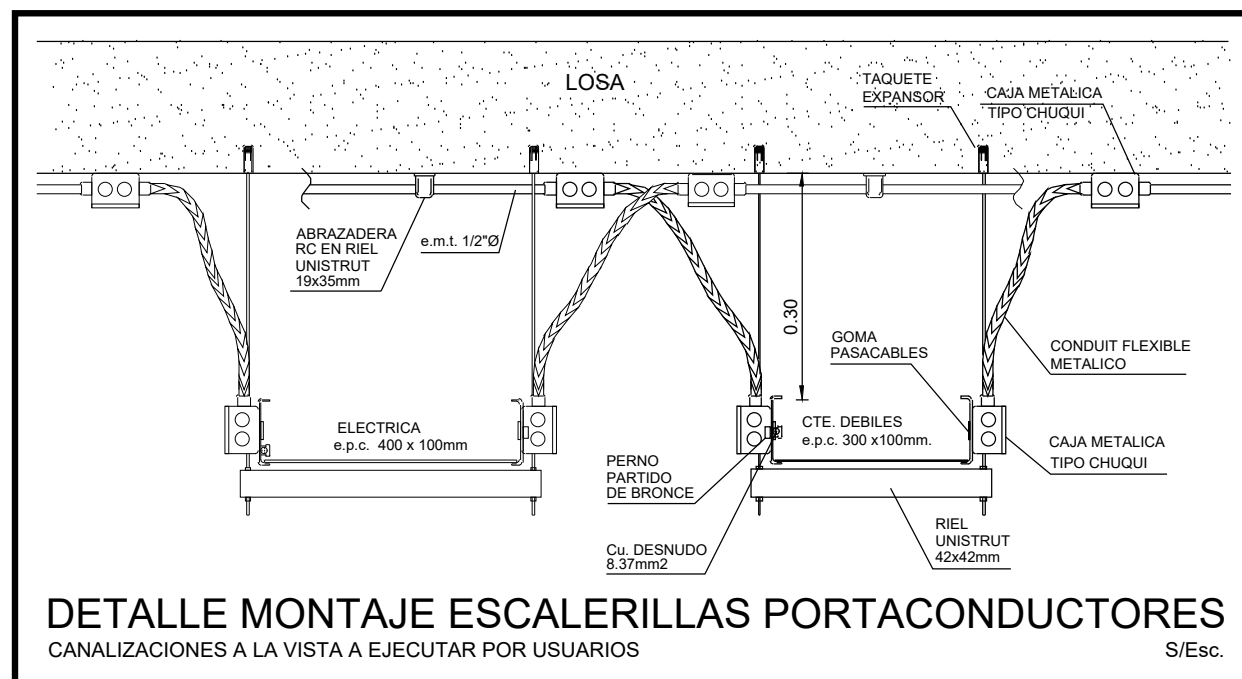 LOSA
TAQUETE
EXPANSOR
CAJA METALICA
TIPO CHUQUI
ABRAZADERA
RC EN RIEL
UNISTRUT
19x35mm
e.m.t. 1/2"Ø
0.30
GOMA
PASACABLES
CONDUIT FLEXIBLE
METALICO
ELECTRICA
e.p.c. 400 x 100mm
CTE. DEBILES
e.p.c. 300 x100mm.
CAJA METALICA
TIPO CHUQUI
PERNO
PARTIDO
DE BRONCE
Cu. DESNUDO
8.37mm2
RIEL
UNISTRUT
42x42mm
DETALLE MONTAJE ESCALERILLAS PORTACONDUCTORES
CANALIZACIONES A LA VISTA A EJECUTAR POR USUARIOS
S/Esc.